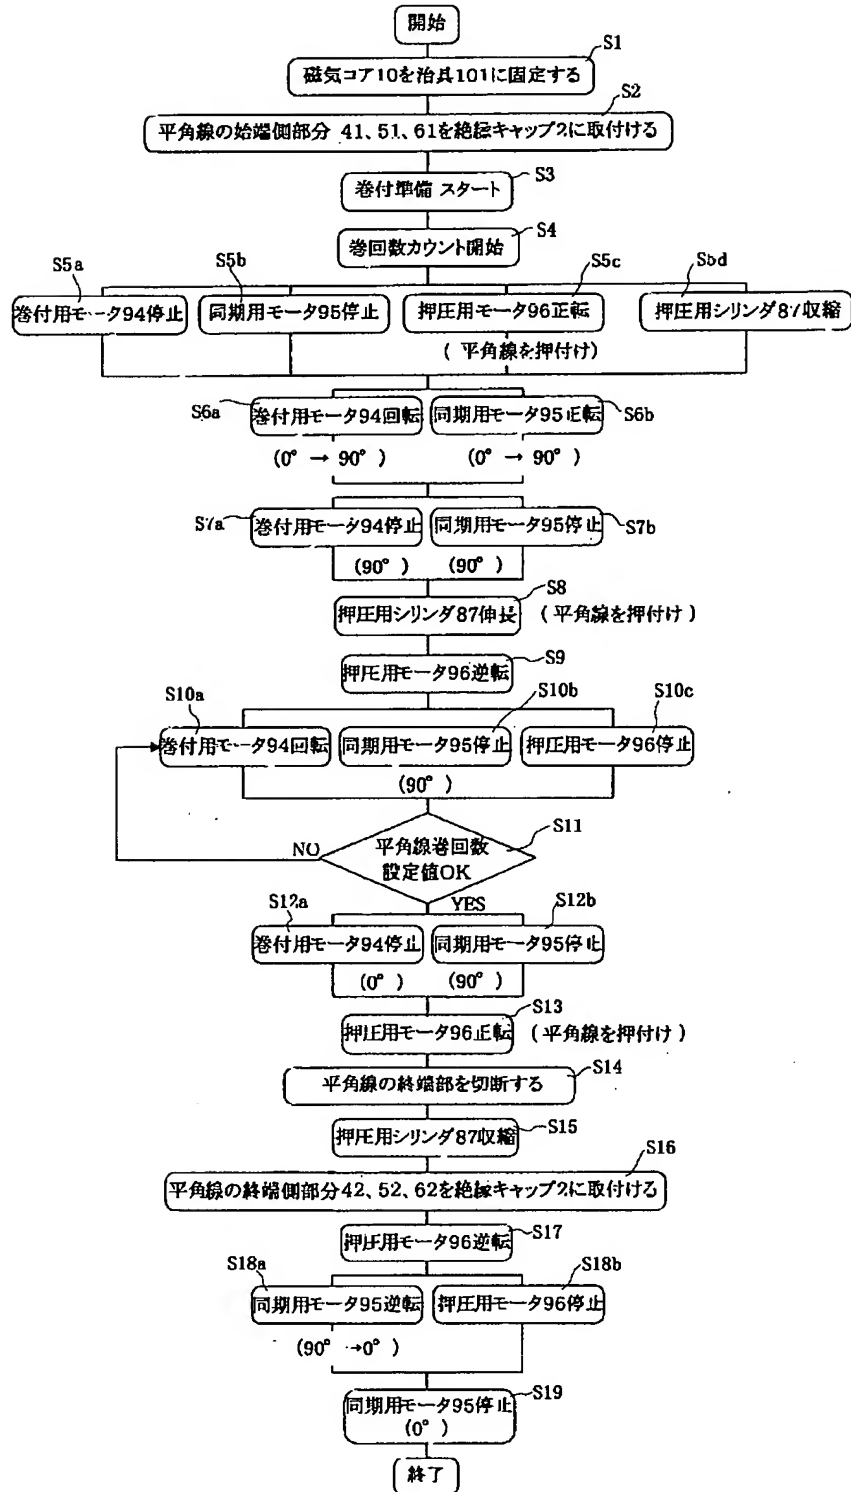 開始
S1
磁気コア10を治具101に固定する
S2
平角線の始端側部分 41、51、61を絶縁キャップ2に取付ける
S3
巻付準備 スタート
S4
巻回数カウント開始
S5a S5b S5c S5d
巻付用モータ94停止 同期用モータ95停止 押圧用モータ96正転 押圧用シリンダ87収縮
(平角線を押付け)
S6a 巻付用モータ94回転 同期用モータ95正転 S6b
(0° → 90°) (0° → 90°)
S7a 巻付用モータ94停止 同期用モータ95停止 S7b
(90°) (90°)
S8
押圧用シリンダ87伸長 (平角線を押付け)
S9
押圧用モータ96逆転
S10a S10b S10c
巻付用モータ94回転 同期用モータ95停止 押圧用モータ96停止
(90°)
S11
NO 平角線巻回数
設定値OK
YES
S12a S12b
巻付用モータ94停止 同期用モータ95停止
(0°) (90°)
S13
押圧用モータ96正転 (平角線を押付け)
S14
平角線の終端部を切断する
S15
押圧用シリンダ87収縮
S16
平角線の終端側部分42、52、62を絶縁キャップ2に取付ける
S17
押圧用モータ96逆転
S18a S18b
同期用モータ95逆転 押圧用モータ96停止
(90° →0°)
S19
同期用モータ95停止
(0°)
終了